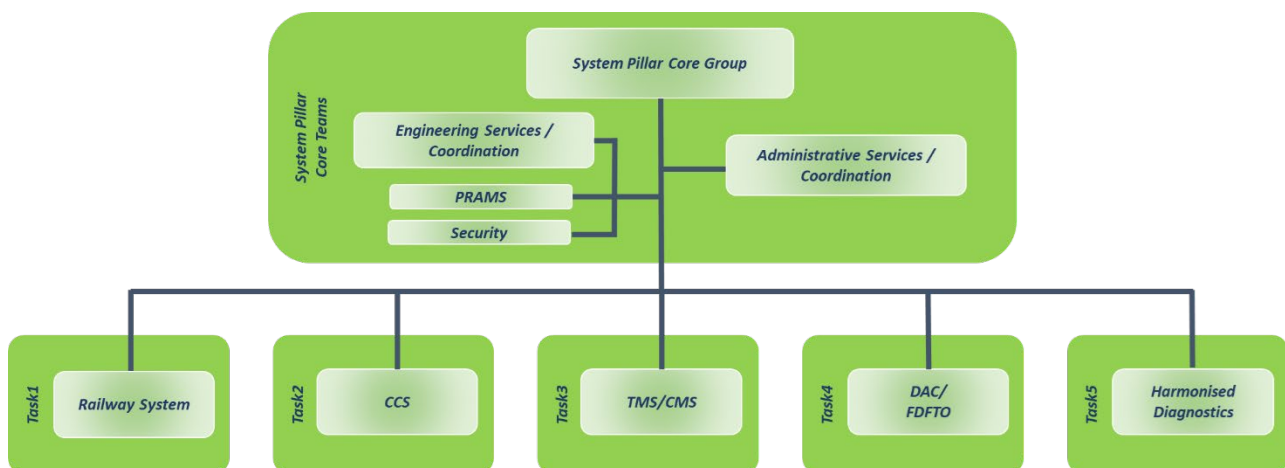 System Pillar Core Group
System Pillar
Core Teams
Engineering Services /
Coordination
Administrative Services /
Coordination
PRAMS
Security
Task1
Railway System
Task2
CCS
Task3
TMS/CMS
Task4
DAC/
FDFTO
Task5
Harmonised
Diagnostics